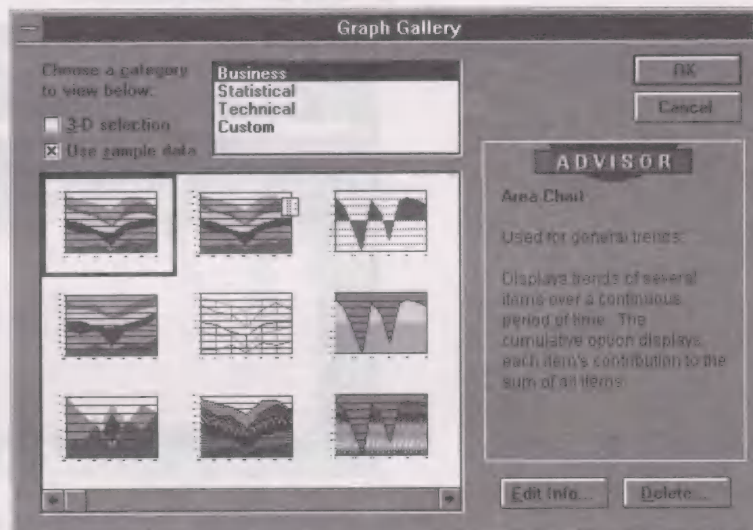 Graph Gallery
Choose a category
to view below:
3-D selection
Use sample data
Business
Statistical
Technical
Custom
OK
Cancel
ADVISOR
Area Chart
Used for general trends.
Displays trends of several
items over a continuous
period of time. The
cumulative option displays
each item's contribution to the
sum of all items.
Edit Info...
Delete...